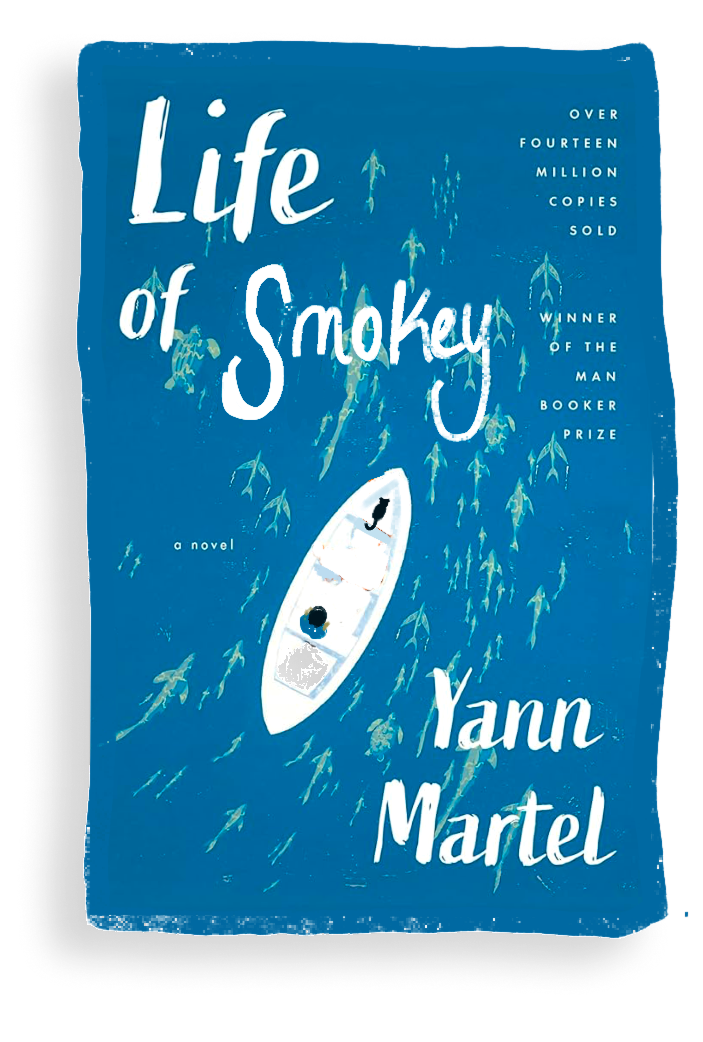 Life
of Smokey
OVER
FOURTEEN
MILLION
COPIES
SOLD
WINNER
OF THE
MAN
BOOKER
PRIZE
a novel
Yann
Martel